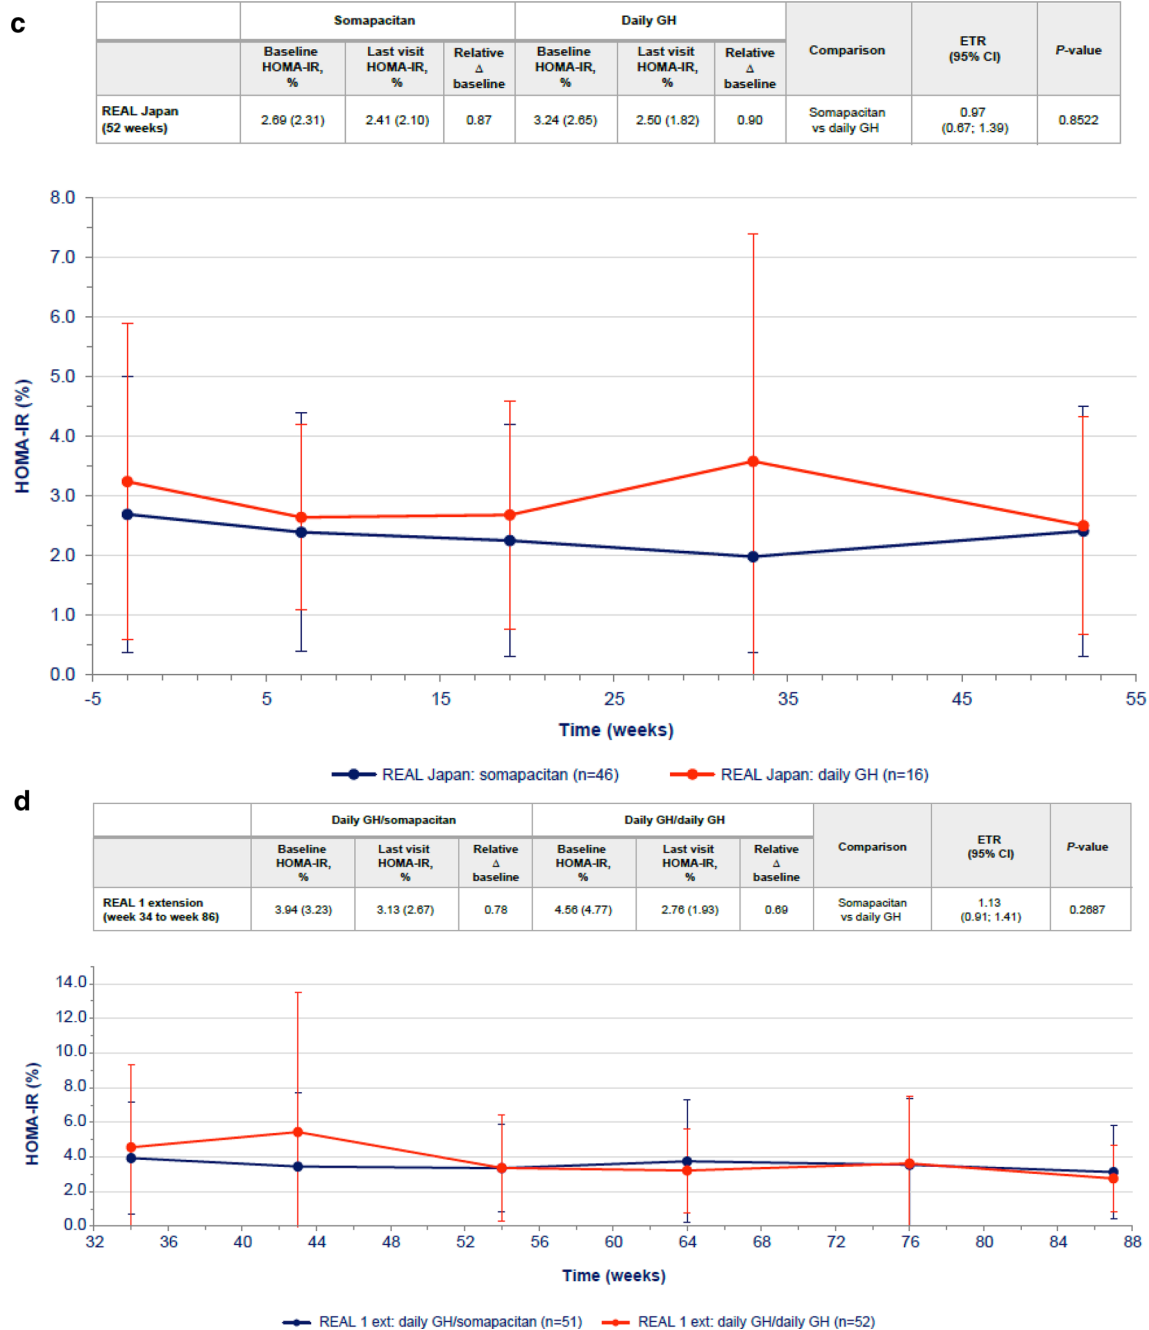 c
Somapacitan Daily GH Comparison ETR (95% CI) P-value
Baseline HOMA-IR, % Last visit HOMA-IR, % Relative Δ baseline Baseline HOMA-IR, % Last visit HOMA-IR, % Relative Δ baseline
REAL Japan (52 weeks) 2.69 (2.31) 2.41 (2.10) 0.87 3.24 (2.65) 2.50 (1.82) 0.90 Somapacitan vs daily GH 0.97 (0.67; 1.39) 0.8522
HOMA-IR (%)
8.0
7.0
6.0
5.0
4.0
3.0
2.0
1.0
0.0
-5 5 15 25 35 45 55
Time (weeks)
REAL Japan: somapacitan (n=46) REAL Japan: daily GH (n=16)
d
Daily GH/somapacitan Daily GH/daily GH Comparison ETR (95% CI) P-value
Baseline HOMA-IR, % Last visit HOMA-IR, % Relative Δ baseline Baseline HOMA-IR, % Last visit HOMA-IR, % Relative Δ baseline
REAL 1 extension (week 34 to week 86) 3.94 (3.23) 3.13 (2.67) 0.78 4.56 (4.77) 2.76 (1.93) 0.69 Somapacitan vs daily GH 1.13 (0.91; 1.41) 0.2687
HOMA-IR (%)
14.0
12.0
10.0
8.0
6.0
4.0
2.0
0.0
32 36 40 44 48 52 56 64 68 72 76 80 84 88
Time (weeks)
REAL 1 ext: daily GH/somapacitan (n=51) REAL 1 ext: daily GH/daily GH (n=52)